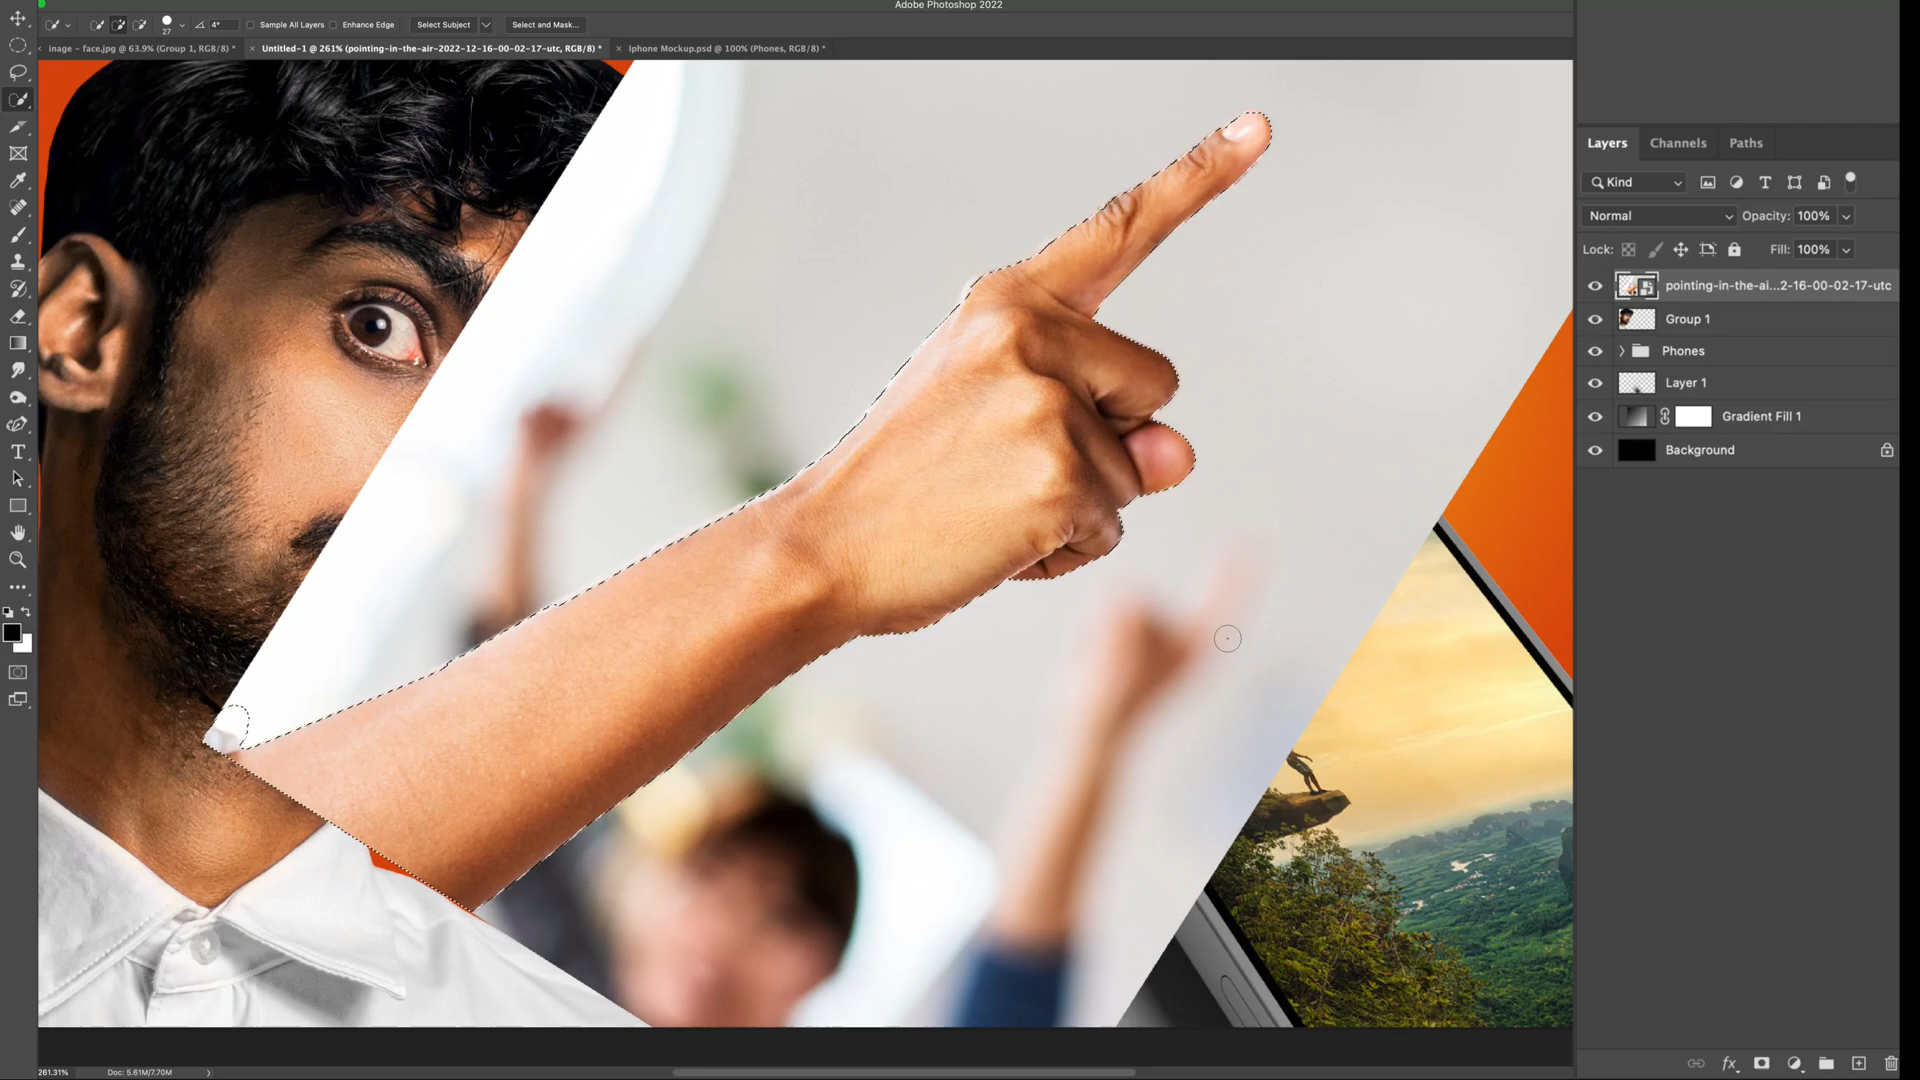 Adobe Photoshop 2022
27
4°
Sample All Layers
Enhance Edge
Select Subject
Select and Mask...
inage - face.jpg @ 63.9% (Group 1, RGB/8) *
× Untitled-1 @ 261% (pointing-in-the-air-2022-12-16-00-02-17-utc, RGB/8) *
× Iphone Mockup.psd @ 100% (Phones, RGB/8) *
Layers Channels Paths
Kind
Normal Opacity: 100%
Lock: Fill: 100%
pointing-in-the-ai...2-16-00-02-17-utc
Group 1
Phones
Layer 1
Gradient Fill 1
Background
261.31% Doc: 5.61M/7.70M
fx